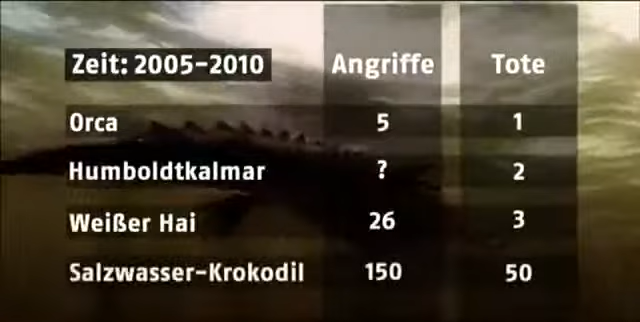 Zeit: 2005-2010 Angriffe Tote
Orca 5 1
Humboldtkalmar ? 2
Weißer Hai 26 3
Salzwasser-Krokodil 150 50